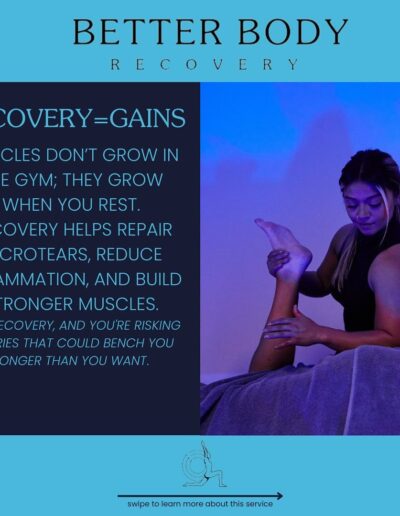 BETTER BODY
RECOVERY
COVERY=GAINS
CLES DON’T GROW IN
E GYM; THEY GROW
WHEN YOU REST.
COVERY HELPS REPAIR
CROTEARS, REDUCE
AMMATION, AND BUILD
TRONGER MUSCLES.
RECOVERY, AND YOU'RE RISKING
RIES THAT COULD BENCH YOU
ONGER THAN YOU WANT.
swipe to learn more about this service